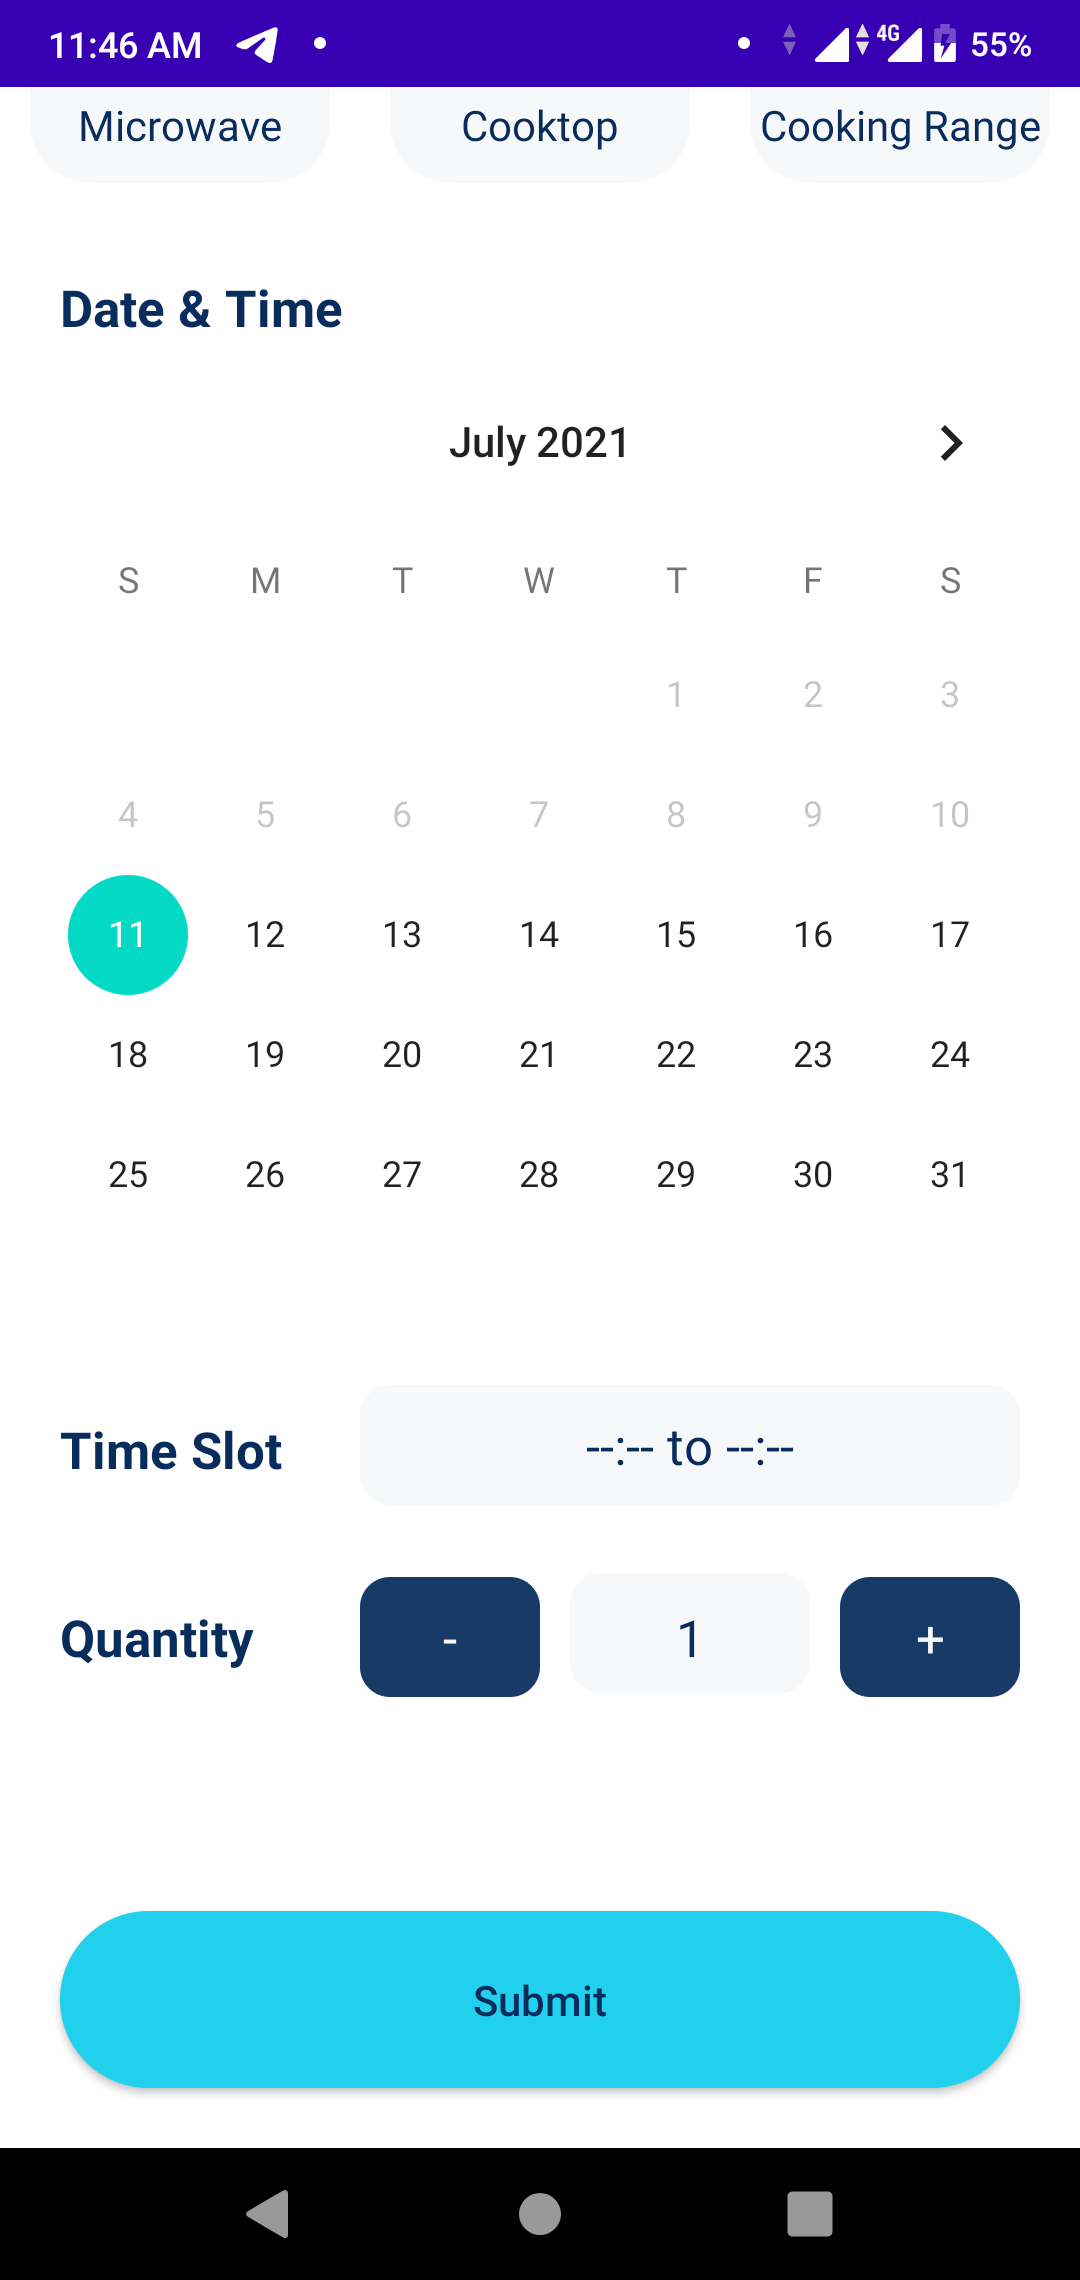 11:46 AM 4G 55%
Microwave Cooktop Cooking Range
Date & Time
July 2021
S M T W T F S
1 2 3
4 5 6 7 8 9 10
11 12 13 14 15 16 17
18 19 20 21 22 23 24
25 26 27 28 29 30 31
Time Slot --:-- to --:--
Quantity - 1 +
Submit